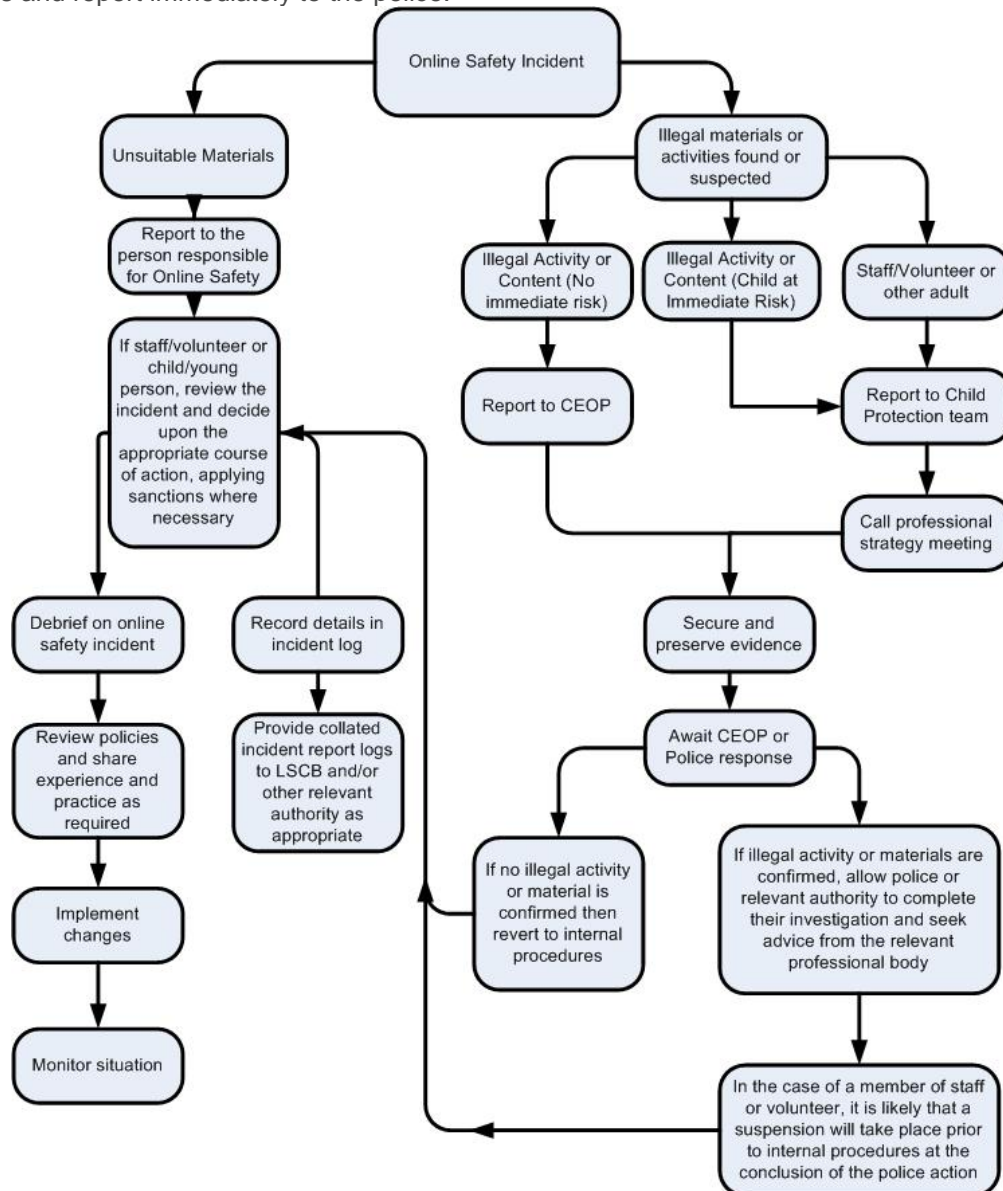 and report immediately to the police.
Online Safety Incident
Unsuitable Materials
Report to the
person responsible
for Online Safety
If staff/volunteer or
child/young
person, review the
incident and decide
upon the
appropriate course
of action, applying
sanctions where
necessary
Debrief on online
safety incident
Review policies
and share
experience and
practice as
required
Implement
changes
Monitor situation
Record details in
incident log
Provide collated
incident report logs
to LSCB and/or
other relevant
authority as
appropriate
Illegal materials or
activities found or
suspected
Illegal Activity or
Content (No
immediate risk)
Illegal Activity or
Content (Child at
Immediate Risk)
Staff/Volunteer or
other adult
Report to CEOP
Report to Child
Protection team
Call professional
strategy meeting
Secure and
preserve evidence
Await CEOP or
Police response
If no illegal activity
or material is
confirmed then
revert to internal
procedures
If illegal activity or materials are
confirmed, allow police or
relevant authority to complete
their investigation and seek
advice from the relevant
professional body
In the case of a member of staff
or volunteer, it is likely that a
suspension will take place prior
to internal procedures at the
conclusion of the police action